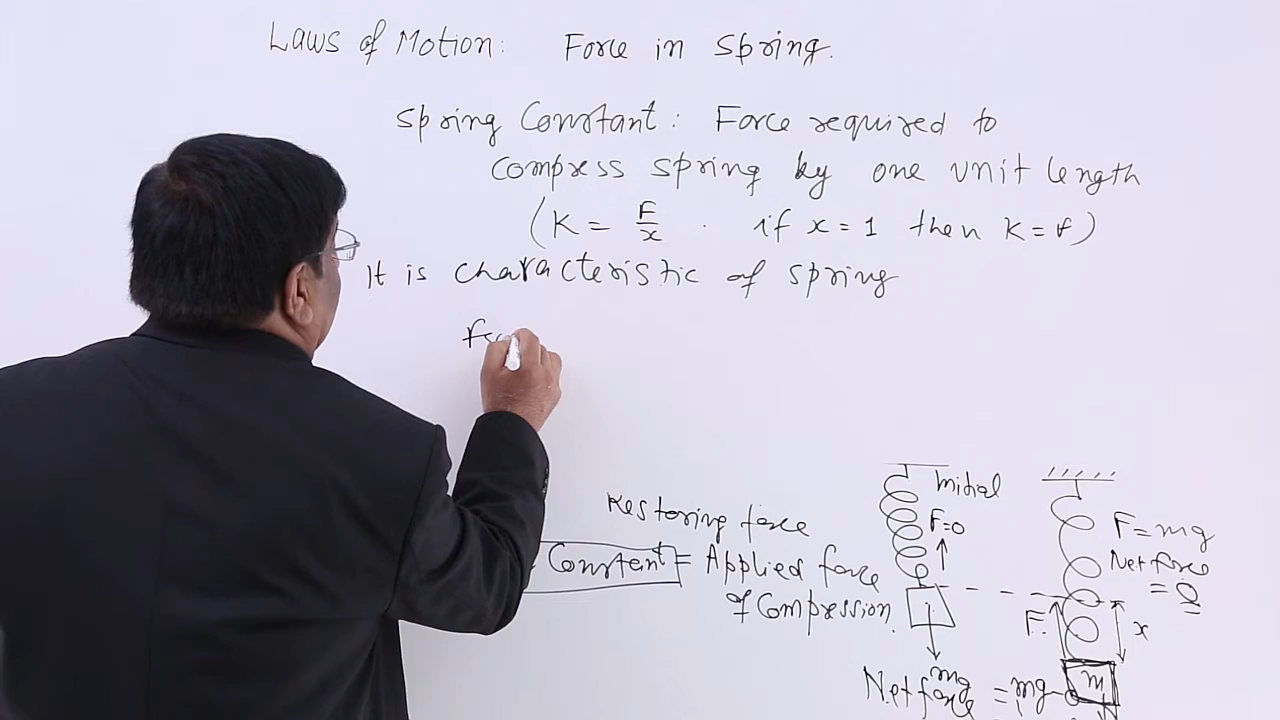 Laws of Motion: Force in Spring.
Spring Constant: Force required to
compress spring by one unit length
(K = F/x . if x = 1 then K = F)
It is characteristic of spring
Restoring force
Constant = Applied force
of Compression.
Initial
F=0
mg
Net force = mg
F = mg
Net force
= 0
F
x
m